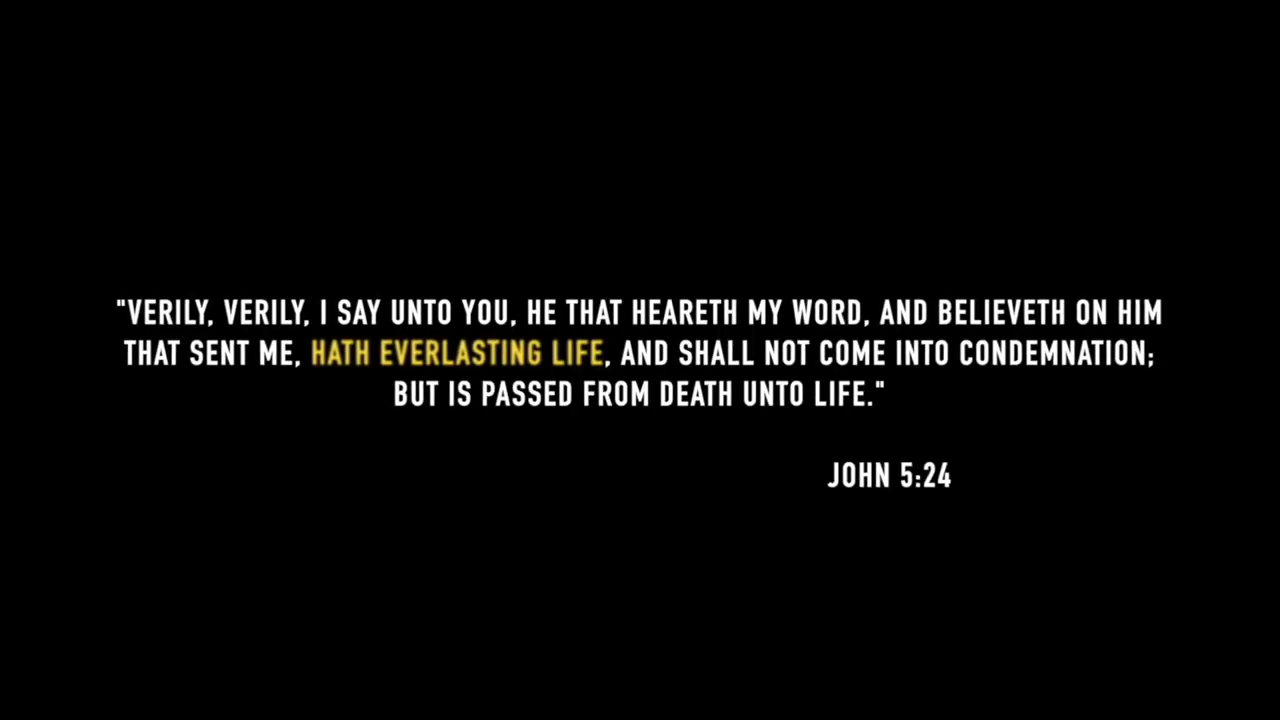 "VERILY, VERILY, I SAY UNTO YOU, HE THAT HEARETH MY WORD, AND BELIEVETH ON HIM
THAT SENT ME, HATH EVERLASTING LIFE, AND SHALL NOT COME INTO CONDEMNATION;
BUT IS PASSED FROM DEATH UNTO LIFE."
JOHN 5:24